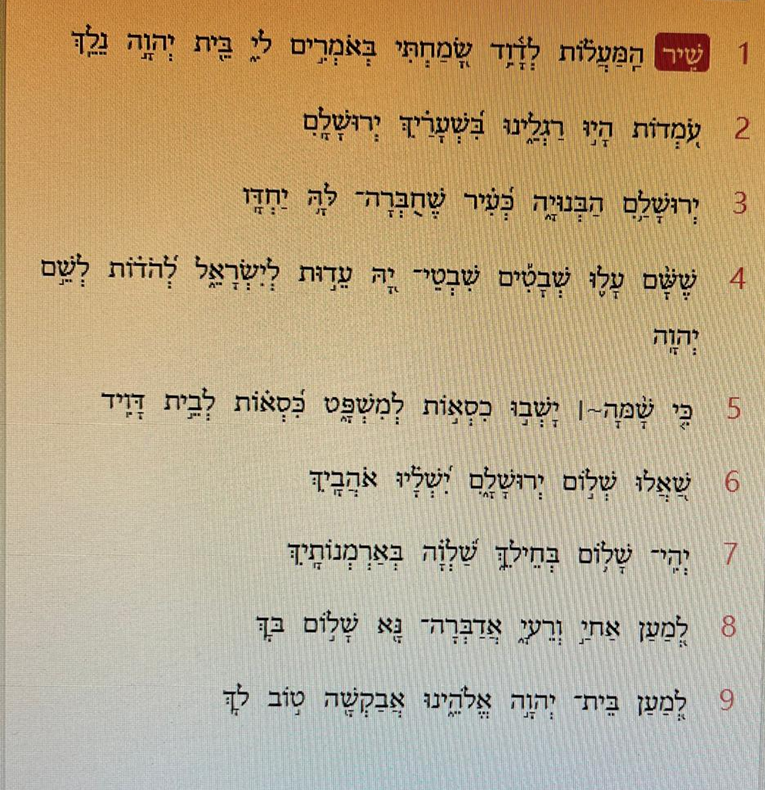 1 שִׁ֥יר הַֽמַּעֲל֗וֹת לְדָ֫וִ֥ד שָׂ֭מַחְתִּי בְּאֹמְרִ֣ים לִ֑י בֵּ֖ית יְהוָ֣ה נֵלֵֽךְ
2 עֹ֭מְדוֹת הָי֣וּ רַגְלֵ֑ינוּ בִּ֝שְׁעָרַ֗יִךְ יְרוּשָׁלִָֽם
3 יְרוּשָׁלִַ֥ם הַבְּנוּיָ֑ה כְּ֝עִ֗יר שֶׁחֻבְּרָה־ לָּ֥הּ יַחְדָּֽו
4 שֶׁשָּׁ֨ם עָל֪וּ שְׁבָטִ֡ים שִׁבְטֵי־ יָ֭הּ עֵד֣וּת לְיִשְׂרָאֵ֑ל לְ֝הֹד֗וֹת לְשֵׁ֣ם
יְהוָֽה
5 כִּ֤י שָׁ֨מָּה~׀ יָשְׁב֣וּ כִסְא֣וֹת לְמִשְׁפָּ֑ט כִּ֝סְא֗וֹת לְבֵ֣ית דָּוִֽיד
6 שַׁ֭אֲלוּ שְׁל֣וֹם יְרוּשָׁלִָ֑ם יִ֝שְׁלָ֗יוּ אֹהֲבָֽיִךְ
7 יְהִֽי־ שָׁל֥וֹם בְּחֵילֵ֑ךְ שַׁ֝לְוָ֗ה בְּאַרְמְנוֹתָֽיִךְ
8 לְ֭מַעַן אַחַ֣י וְרֵעָ֑י אֲדַבְּרָה־ נָּ֖א שָׁל֣וֹם בָּֽךְ
9 לְ֭מַעַן בֵּית־ יְהוָ֣ה אֱלֹהֵ֑ינוּ אֲבַקְשָׁ֖ה ט֣וֹב לָֽךְ